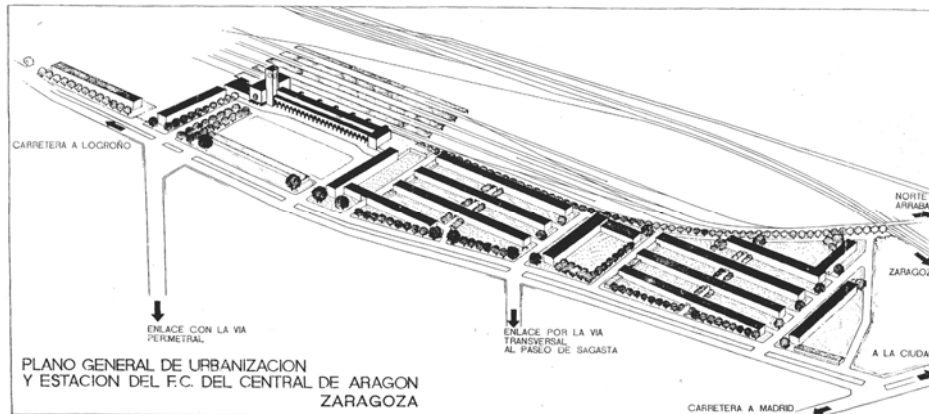 CARRETERA A LOGROÑO
NORTE
ARRABA
ZARAGOZ
ENLACE CON LA VIA
PERIMETRAL
ENLACE POR LA VIA
TRANSVERSAL
AL PASEO DE SAGASTA
A LA CIUDA
CARRETERA A MADRID
PLANO GENERAL DE URBANIZACION
Y ESTACION DEL F.C. DEL CENTRAL DE ARAGON
ZARAGOZA